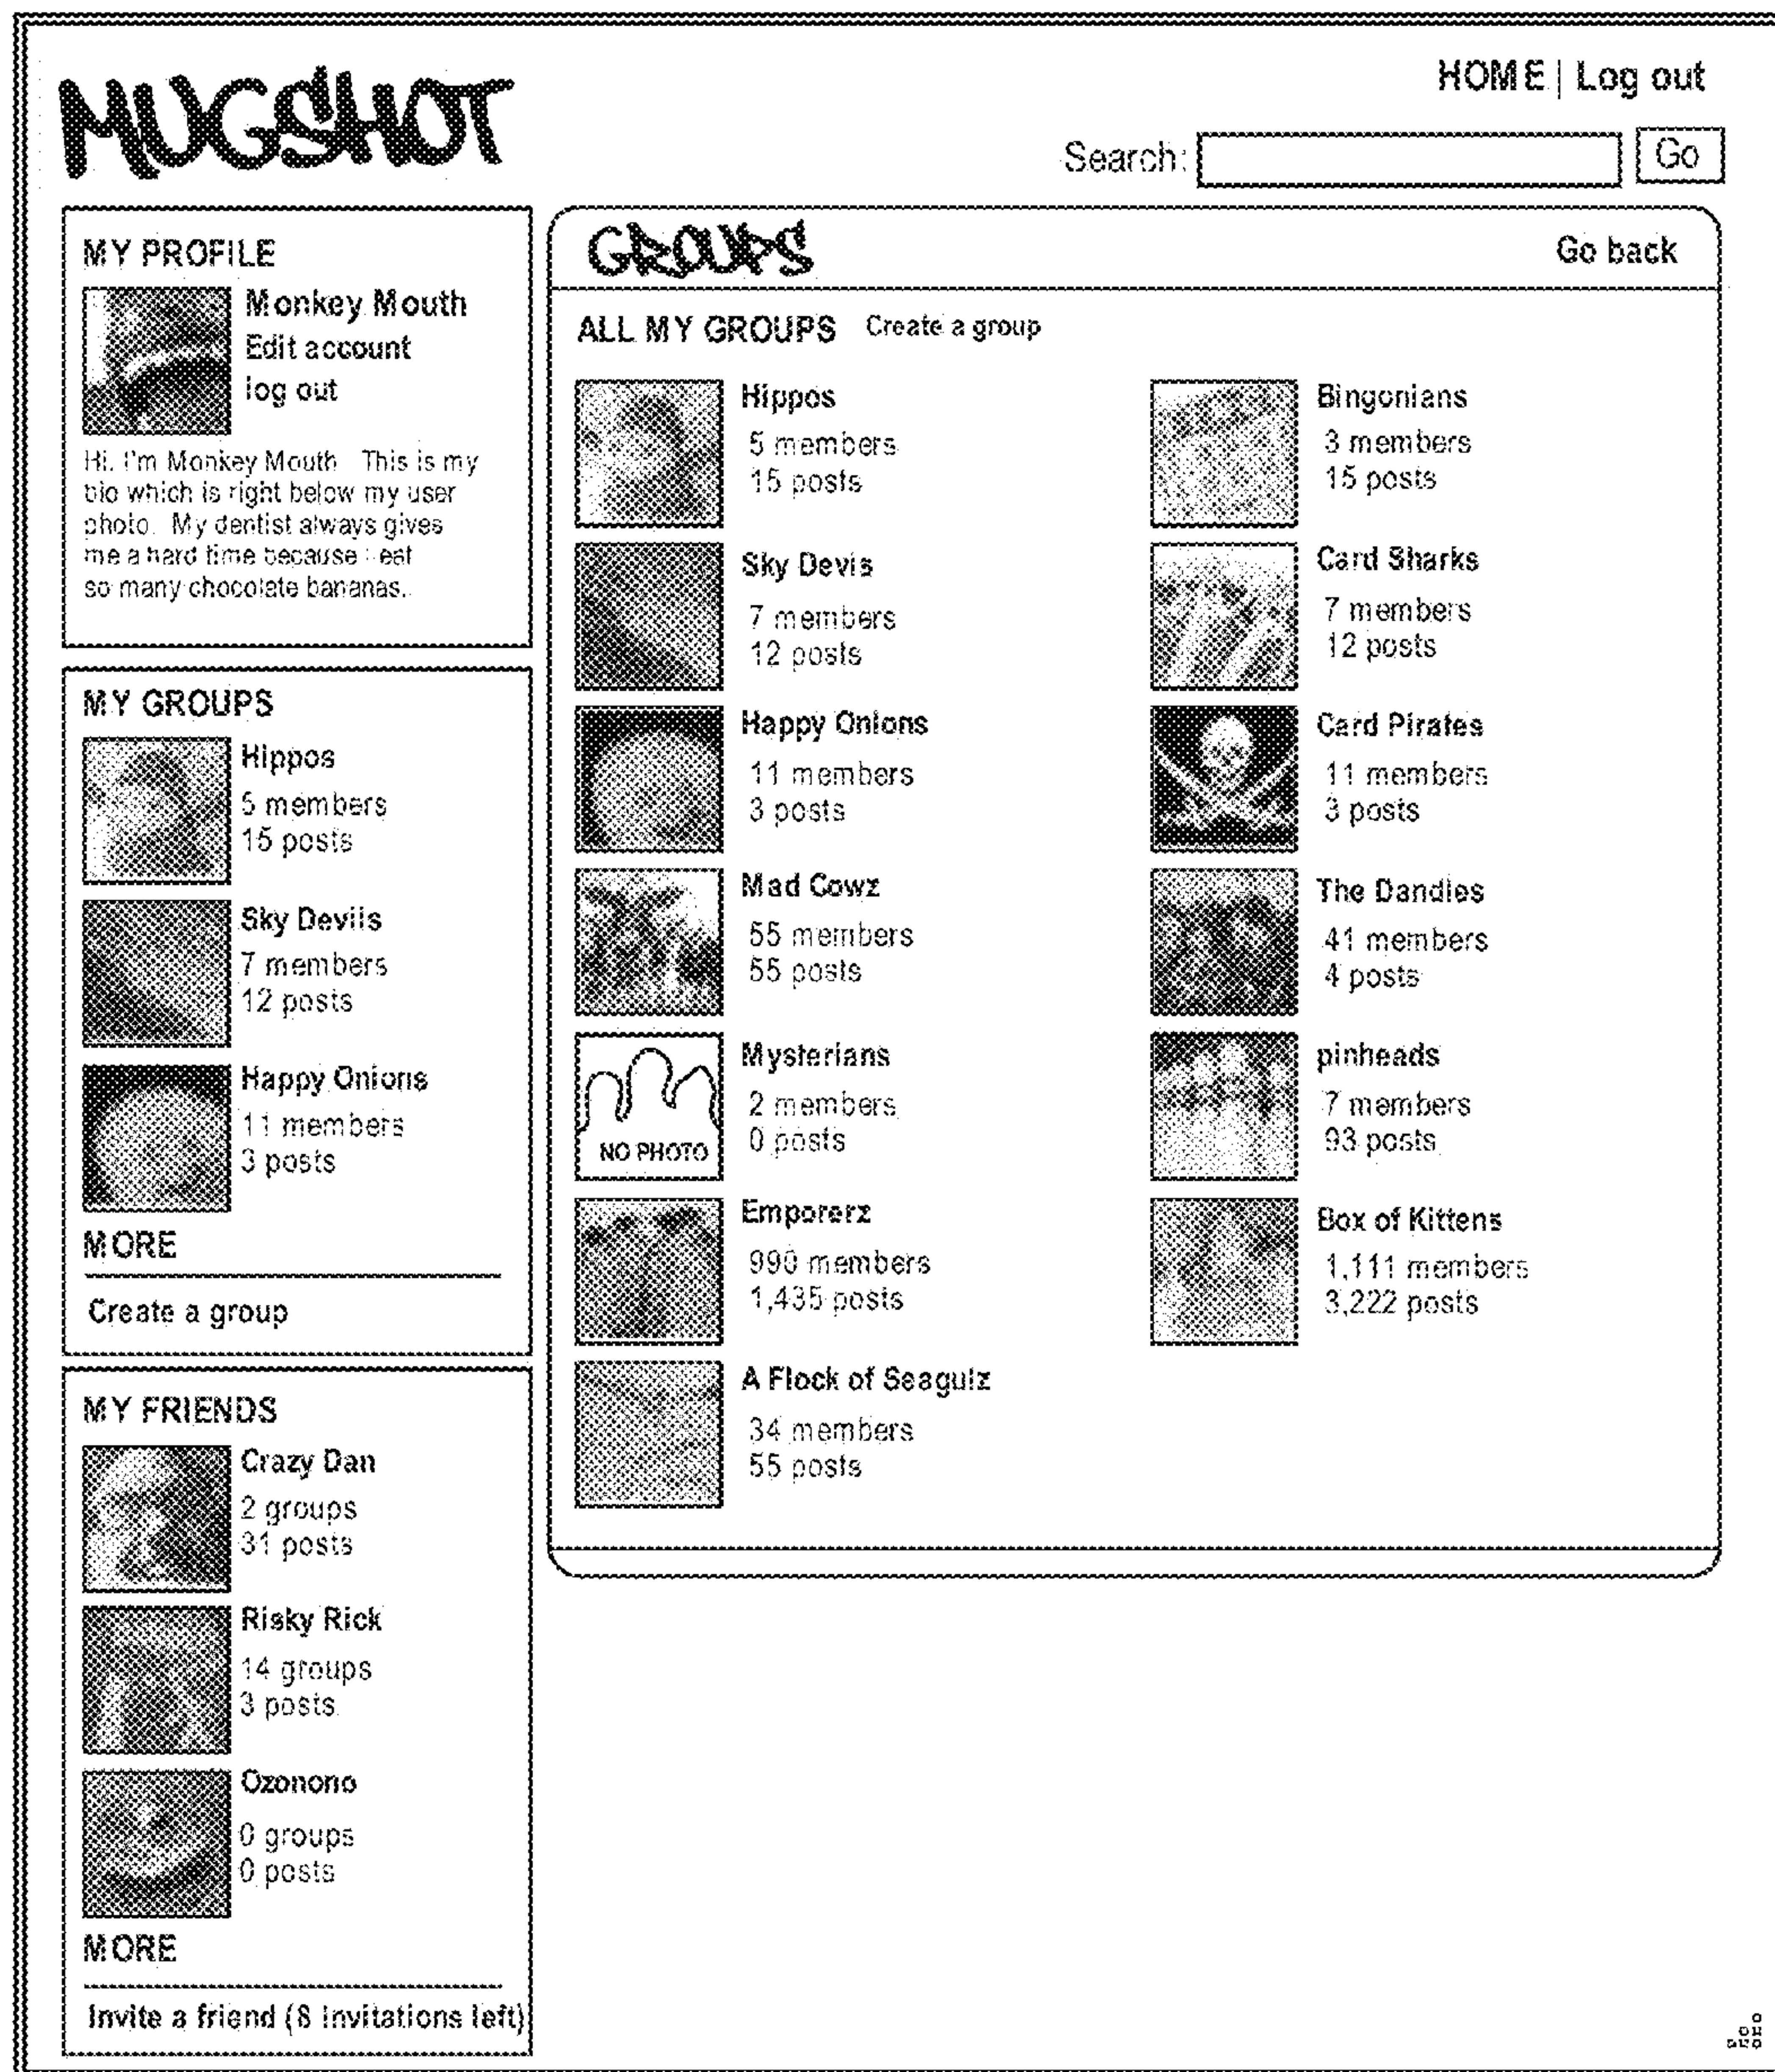 MUGSHOT
HOME | Log out
Search:
Go
MY PROFILE
Monkey Mouth
Edit account
log out
Hi. I'm Monkey Mouth This is my
bio which is right below my user
photo. My dentist always gives
me a hard time because I eat
so many chocolate bananas.
MY GROUPS
Hippos
5 members
15 posts
Sky Devils
7 members
12 posts
Happy Onions
11 members
3 posts
MORE
Create a group
MY FRIENDS
Crazy Dan
2 groups
31 posts
Risky Rick
14 groups
3 posts
Ozonono
0 groups
0 posts
MORE
Invite a friend (8 Invitations left)
GROUPS
Go back
ALL MY GROUPS Create a group
Hippos
5 members
15 posts
Sky Devis
7 members
12 posts
Happy Onions
11 members
3 posts
Mad Cowz
55 members
55 posts
NO PHOTO
Mysterians
2 members
0 posts
Emporerz
990 members
1,435 posts
A Flock of Seagulz
34 members
55 posts
Bingonians
3 members
15 posts
Card Sharks
7 members
12 posts
Card Pirates
11 members
3 posts
The Dandies
41 members
4 posts
pinheads
7 members
93 posts
Box of Kittens
1,111 members
3,222 posts